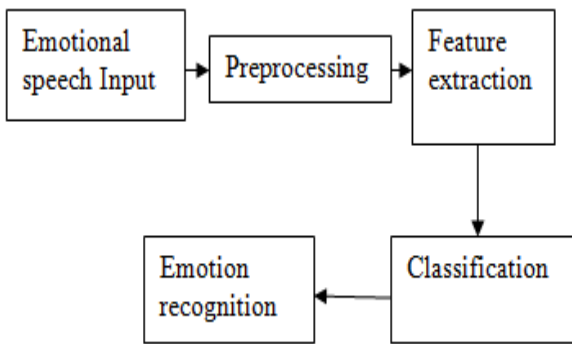 Emotional
speech Input
Preprocessing
Feature
extraction
Classification
Emotion
recognition